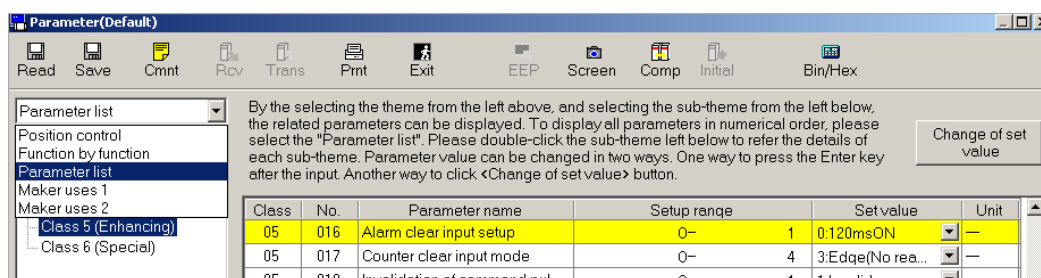 Parameter(Default)
Read Save Cmnt Rcv Trans Prnt Exit EEP Screen Comp Initial Bin/Hex
Parameter list
Position control
Function by function
Parameter list
Maker uses 1
Maker uses 2
Class 5 (Enhancing)
Class 6 (Special)
By the selecting the theme from the left above, and selecting the sub-theme from the left below,
the related parameters can be displayed. To display all parameters in numerical order, please
select the "Parameter list". Please double-click the sub-theme left below to refer the details of
each sub-theme. Parameter value can be changed in two ways. One way to press the Enter key
after the input. Another way to click <Change of set value> button.
Change of set
value
Class No. Parameter name Setup range Set value Unit
05 016 Alarm clear input setup 0– 1 0:120msON —
05 017 Counter clear input mode 0– 4 3:Edge(No rea... —
05 018 Invalidation of command pul